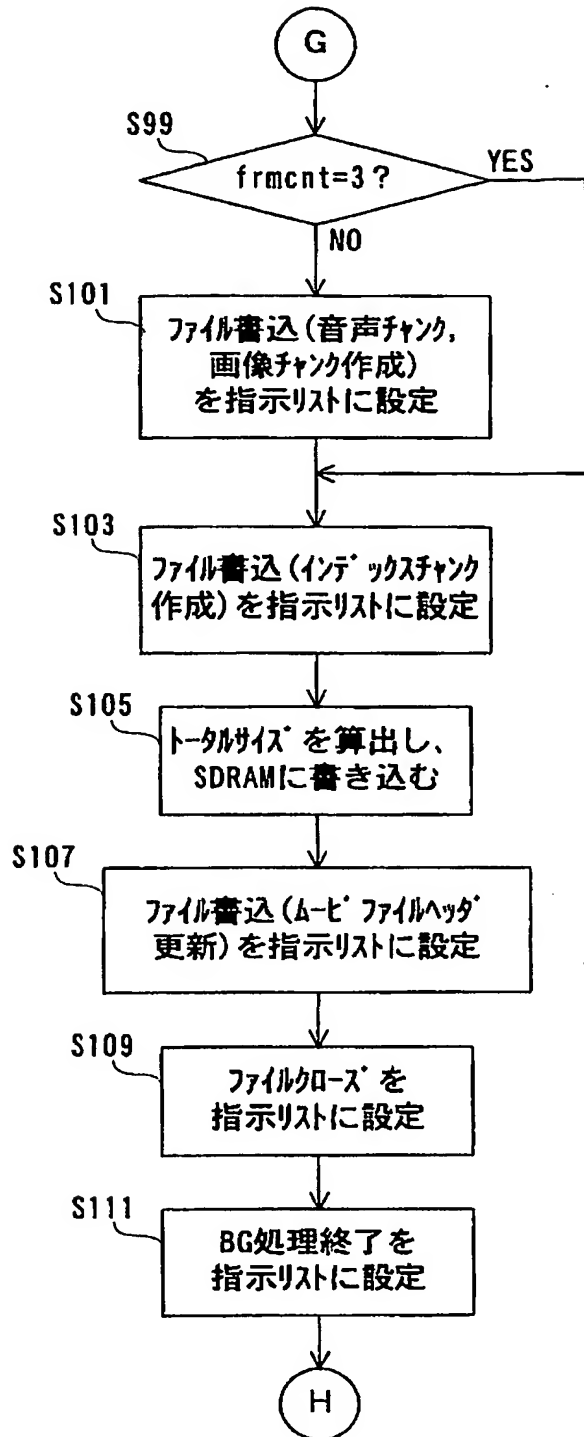 G
S99
frmcnt=3?
YES
NO
S101
ファイル書込(音声チャンク,
画像チャンク作成)
を指示リストに設定
S103
ファイル書込(インデックスチャンク
作成)を指示リストに設定
S105
トータルサイズを算出し、
SDRAMに書き込む
S107
ファイル書込(ムービファイルヘッダ
更新)を指示リストに設定
S109
ファイルクローズを
指示リストに設定
S111
BG処理終了を
指示リストに設定
H